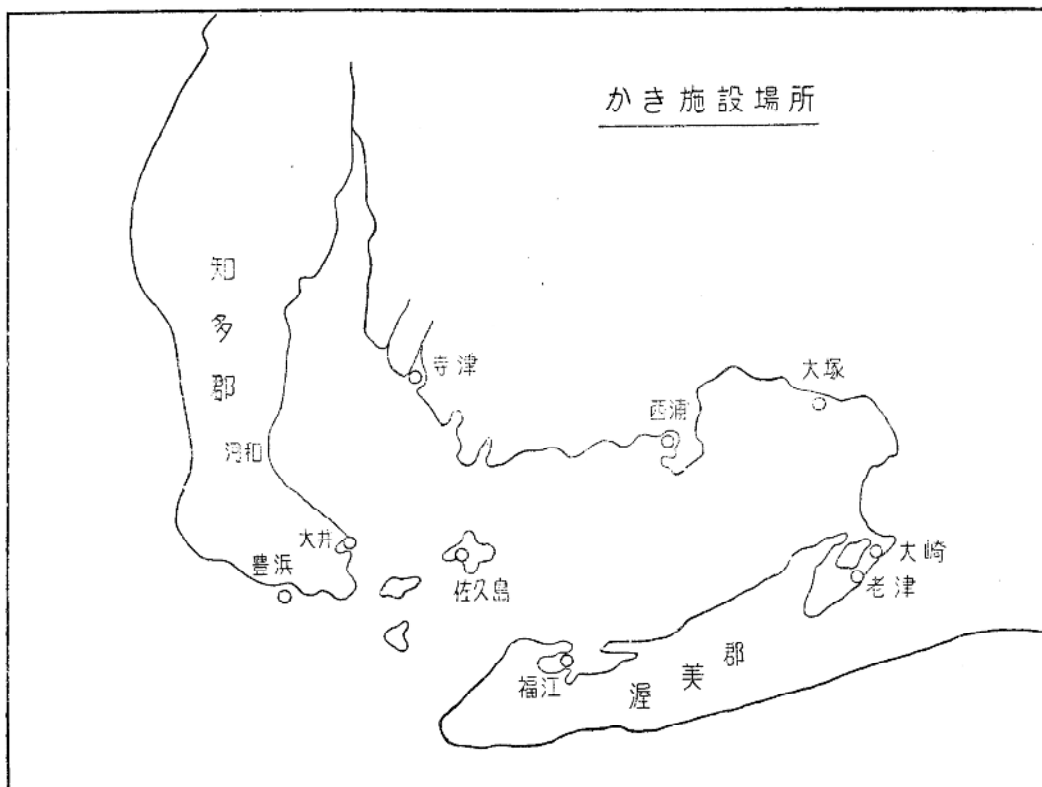 かき施設場所
知多郡
寺津
大塚
西浦
河和
大井
豊浜
佐久島
大崎
老津
福江
渥美郡